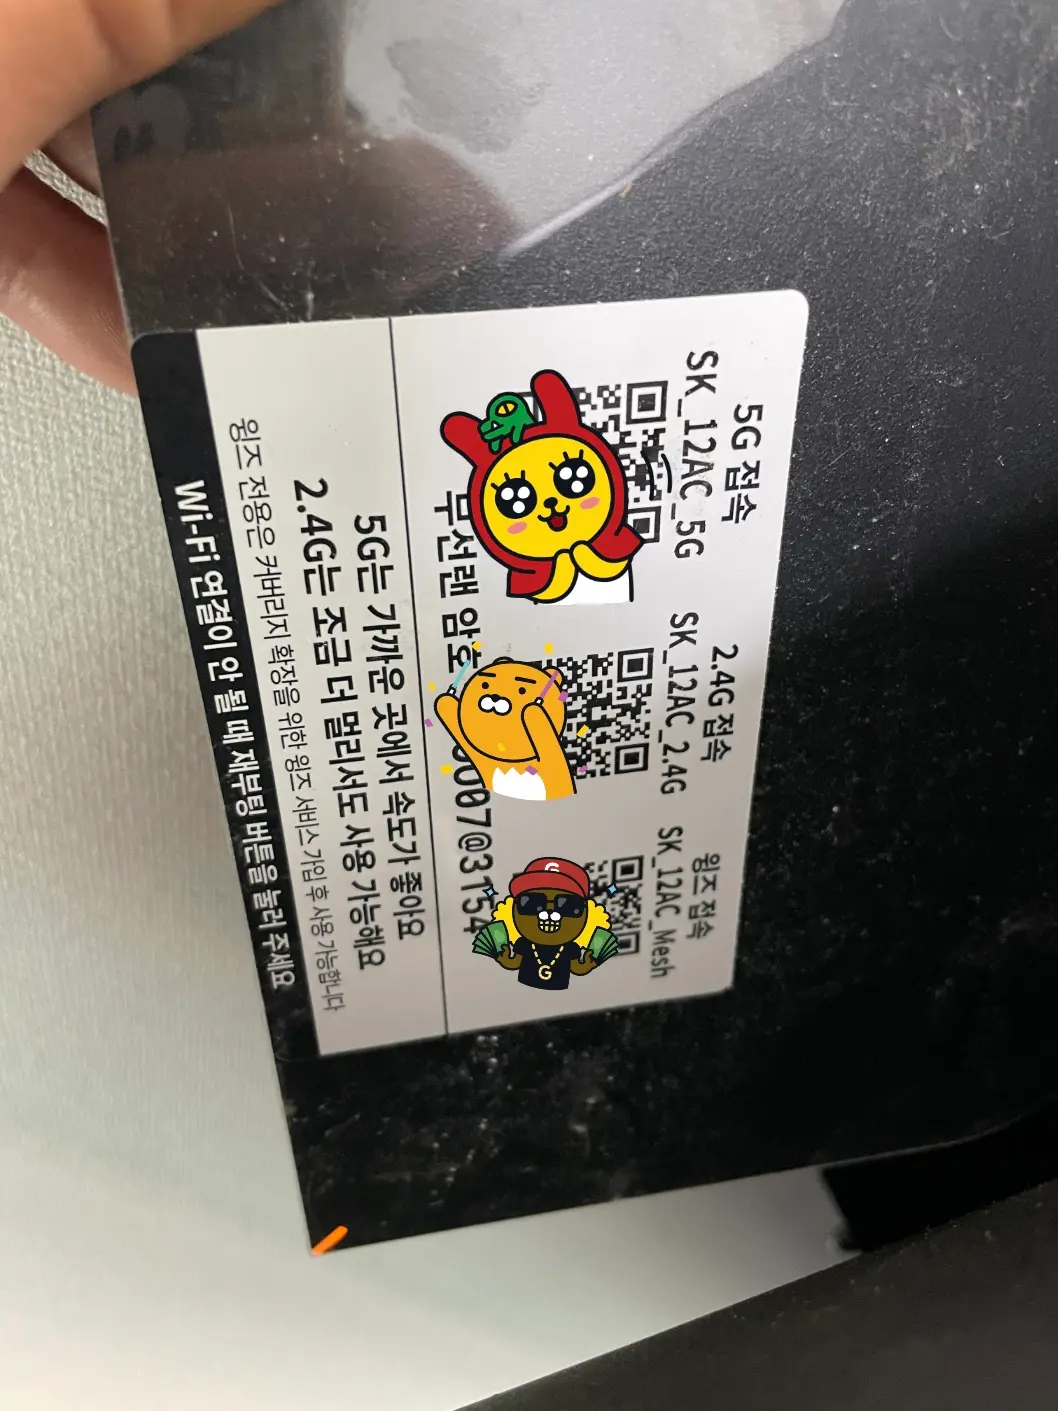 5G 접속
SK_12AC_5G
2.4G 접속
SK_12AC_2.4G
윙즈 접속
SK_12AC_Mesh
무선랜 암호
5G는 가까운 곳에서 속도가 좋아요
2.4G는 조금 더 멀리서도 사용 가능해요
윙즈 전용은 커버리지 확장을 위한 윙즈 서비스 가입 후 사용 가능합니다
Wi-Fi 연결이 안 될 때 재부팅 버튼을 눌러 주세요